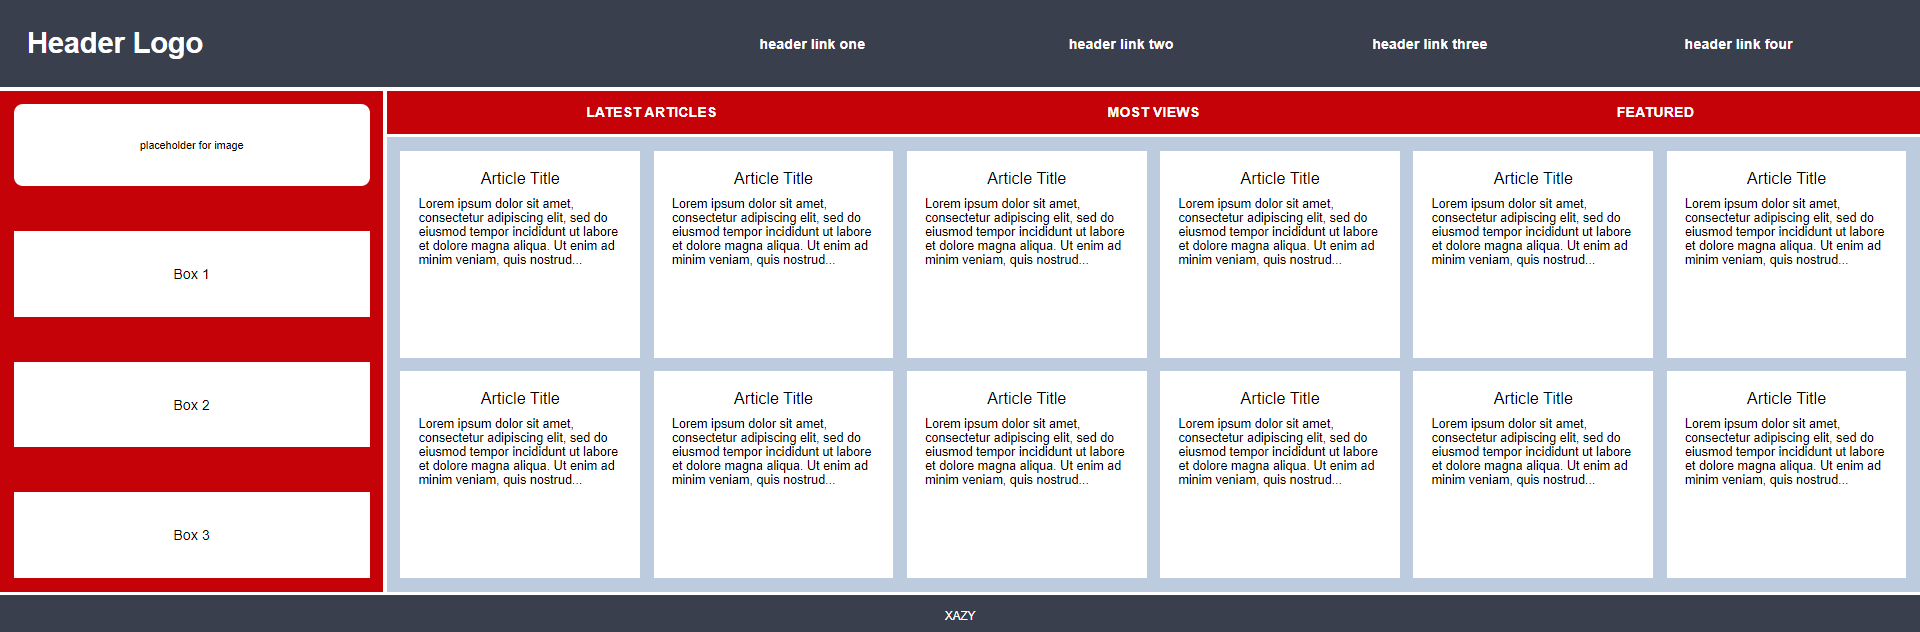 Header Logo
header link one
header link two
header link three
header link four
placeholder for image
Box 1
Box 2
Box 3
LATEST ARTICLES
MOST VIEWS
FEATURED
Article Title
Lorem ipsum dolor sit amet,
consectetur adipiscing elit, sed do
eiusmod tempor incididunt ut labore
et dolore magna aliqua. Ut enim ad
minim veniam, quis nostrud...
Article Title
Lorem ipsum dolor sit amet,
consectetur adipiscing elit, sed do
eiusmod tempor incididunt ut labore
et dolore magna aliqua. Ut enim ad
minim veniam, quis nostrud...
Article Title
Lorem ipsum dolor sit amet,
consectetur adipiscing elit, sed do
eiusmod tempor incididunt ut labore
et dolore magna aliqua. Ut enim ad
minim veniam, quis nostrud...
Article Title
Lorem ipsum dolor sit amet,
consectetur adipiscing elit, sed do
eiusmod tempor incididunt ut labore
et dolore magna aliqua. Ut enim ad
minim veniam, quis nostrud...
Article Title
Lorem ipsum dolor sit amet,
consectetur adipiscing elit, sed do
eiusmod tempor incididunt ut labore
et dolore magna aliqua. Ut enim ad
minim veniam, quis nostrud...
Article Title
Lorem ipsum dolor sit amet,
consectetur adipiscing elit, sed do
eiusmod tempor incididunt ut labore
et dolore magna aliqua. Ut enim ad
minim veniam, quis nostrud...
Article Title
Lorem ipsum dolor sit amet,
consectetur adipiscing elit, sed do
eiusmod tempor incididunt ut labore
et dolore magna aliqua. Ut enim ad
minim veniam, quis nostrud...
Article Title
Lorem ipsum dolor sit amet,
consectetur adipiscing elit, sed do
eiusmod tempor incididunt ut labore
et dolore magna aliqua. Ut enim ad
minim veniam, quis nostrud...
Article Title
Lorem ipsum dolor sit amet,
consectetur adipiscing elit, sed do
eiusmod tempor incididunt ut labore
et dolore magna aliqua. Ut enim ad
minim veniam, quis nostrud...
Article Title
Lorem ipsum dolor sit amet,
consectetur adipiscing elit, sed do
eiusmod tempor incididunt ut labore
et dolore magna aliqua. Ut enim ad
minim veniam, quis nostrud...
Article Title
Lorem ipsum dolor sit amet,
consectetur adipiscing elit, sed do
eiusmod tempor incididunt ut labore
et dolore magna aliqua. Ut enim ad
minim veniam, quis nostrud...
Article Title
Lorem ipsum dolor sit amet,
consectetur adipiscing elit, sed do
eiusmod tempor incididunt ut labore
et dolore magna aliqua. Ut enim ad
minim veniam, quis nostrud...
XAZY